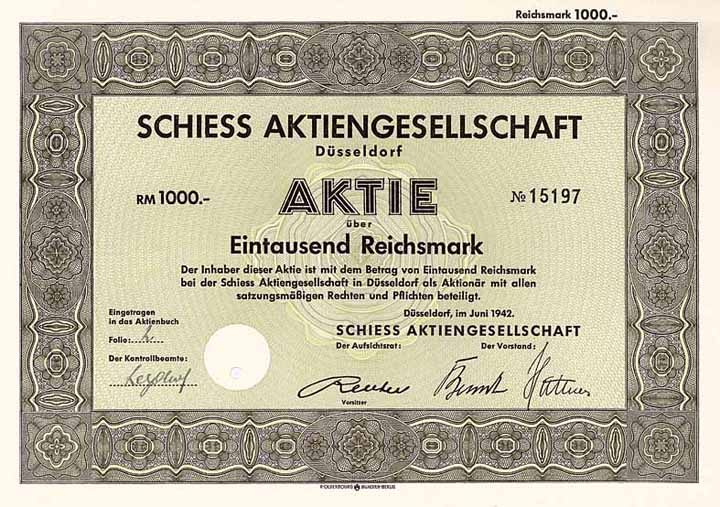 Reichsmark 1000.-
SCHIESS AKTIENGESELLSCHAFT
Düsseldorf
RM 1000.-
AKTIE
№ 15197
über
Eintausend Reichsmark
Der Inhaber dieser Aktie ist mit dem Betrag von Eintausend Reichsmark
bei der Schiess Aktiengesellschaft in Düsseldorf als Aktionär mit allen
satzungsmäßigen Rechten und Pflichten beteiligt.
Eingetragen
in das Aktienbuch
Folio:
Der Kontrollbeamte:
Düsseldorf, im Juni 1942.
SCHIESS AKTIENGESELLSCHAFT
Der Aufsichtsrat:
Der Vorstand:
Reuter
Vorsitzer